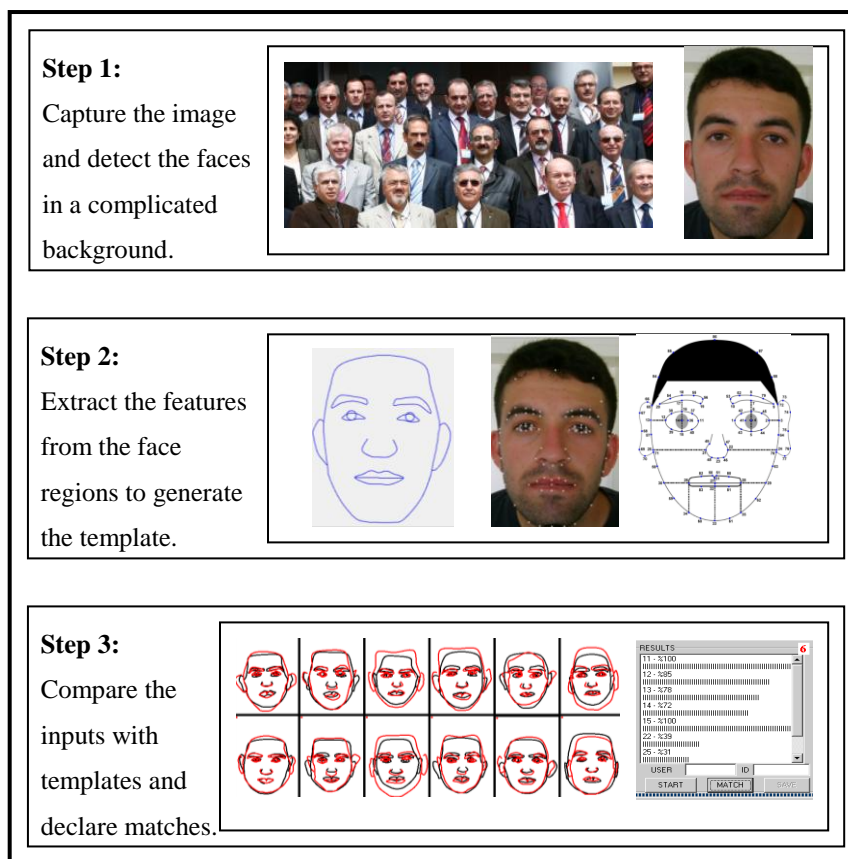 Step 1:
Capture the image
and detect the faces
in a complicated
background.
Step 2:
Extract the features
from the face
regions to generate
the template.
Step 3:
Compare the
inputs with
templates and
declare matches.
RESULTS
6
11 - %100
12 - %85
13 - %78
14 - %72
15 - %100
22 - %39
25 - %31
USER ID
START MATCH SAVE